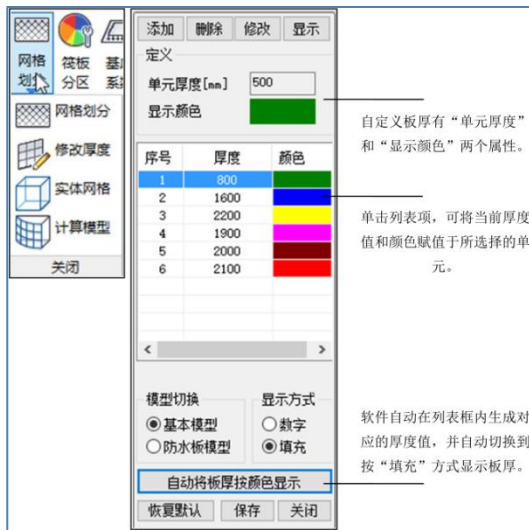 网格
划分
筏板
分区
网格划分
修改厚度
实体网格
计算模型
关闭
添加 删除 修改 显示
定义
单元厚度[mm] 500
显示颜色
序号 厚度 颜色
1 800
2 1600
3 2200
4 1900
5 2000
6 2100
模型切换
基本模型
防水板模型
显示方式
数字
填充
自动将板厚按颜色显示
恢复默认 保存 关闭
自定义板厚有“单元厚度”
和“显示颜色”两个属性。
单击列表项，可将当前厚度
值和颜色赋值于所选择的单
元。
软件自动在列表框内生成对
应的厚度值，并自动切换到
按“填充”方式显示板厚。